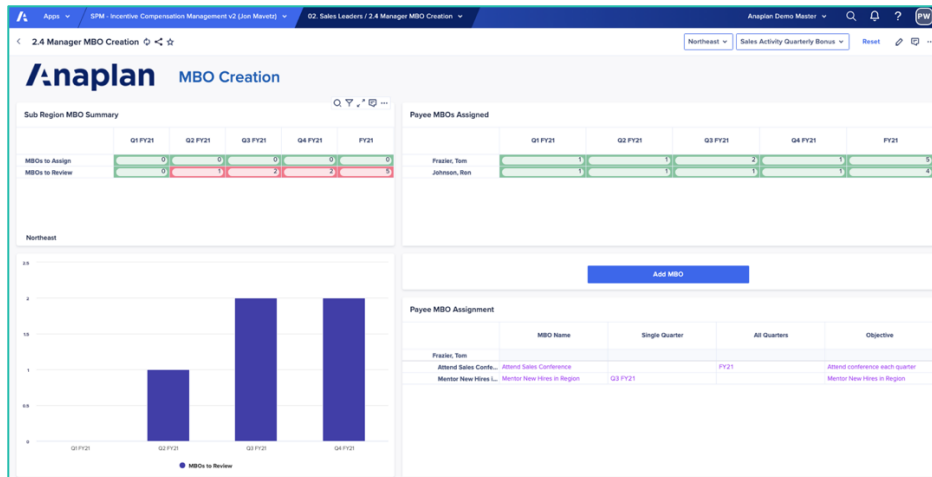 Apps SPM - Incentive Compensation Management v2 (Jon Mavetz) 02. Sales Leaders / 2.4 Manager MBO Creation Anaplan Demo Master ? PW
2.4 Manager MBO Creation Northeast Sales Activity Quarterly Bonus Reset
Anaplan MBO Creation
Sub Region MBO Summary
Q1 FY21 Q2 FY21 Q3 FY21 Q4 FY21 FY21
MBOs to Assign 0 0 0 0 0
MBOs to Review 0 1 2 2 5
Northeast
Payee MBOs Assigned
Q1 FY21 Q2 FY21 Q3 FY21 Q4 FY21 FY21
Frazier, Tom 1 1 2 1 5
Johnson, Ron 1 1 1 1 4
2.5
2
1.5
1
0.5
0
Q1 FY21 Q2 FY21 Q3 FY21 Q4 FY21
MBOs to Review
Add MBO
Payee MBO Assignment
MBO Name Single Quarter All Quarters Objective
Frazier, Tom
Attend Sales Confe... Attend Sales Conference FY21 Attend conference each quarter
Mentor New Hires i... Mentor New Hires in Region Q3 FY21 Mentor New Hires in Region